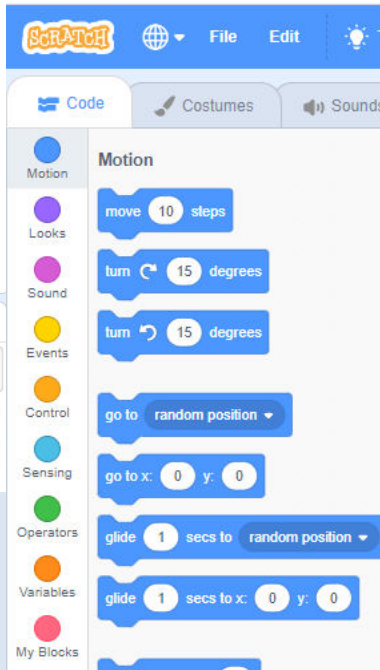 SCRATCH File Edit
Code Costumes Sounds
Motion
Looks
Sound
Events
Control
Sensing
Operators
Variables
My Blocks
Motion
move 10 steps
turn 15 degrees
turn 15 degrees
go to random position
go to x: 0 y: 0
glide 1 secs to random position
glide 1 secs to x: 0 y: 0